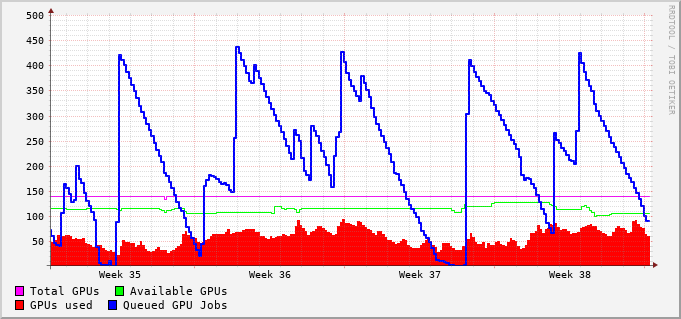 500
450
400
350
300
250
200
150
100
50
Week 35 Week 36 Week 37 Week 38
Total GPUs Available GPUs
GPUs used Queued GPU Jobs
RRDTOOL / TOBI OETIKER